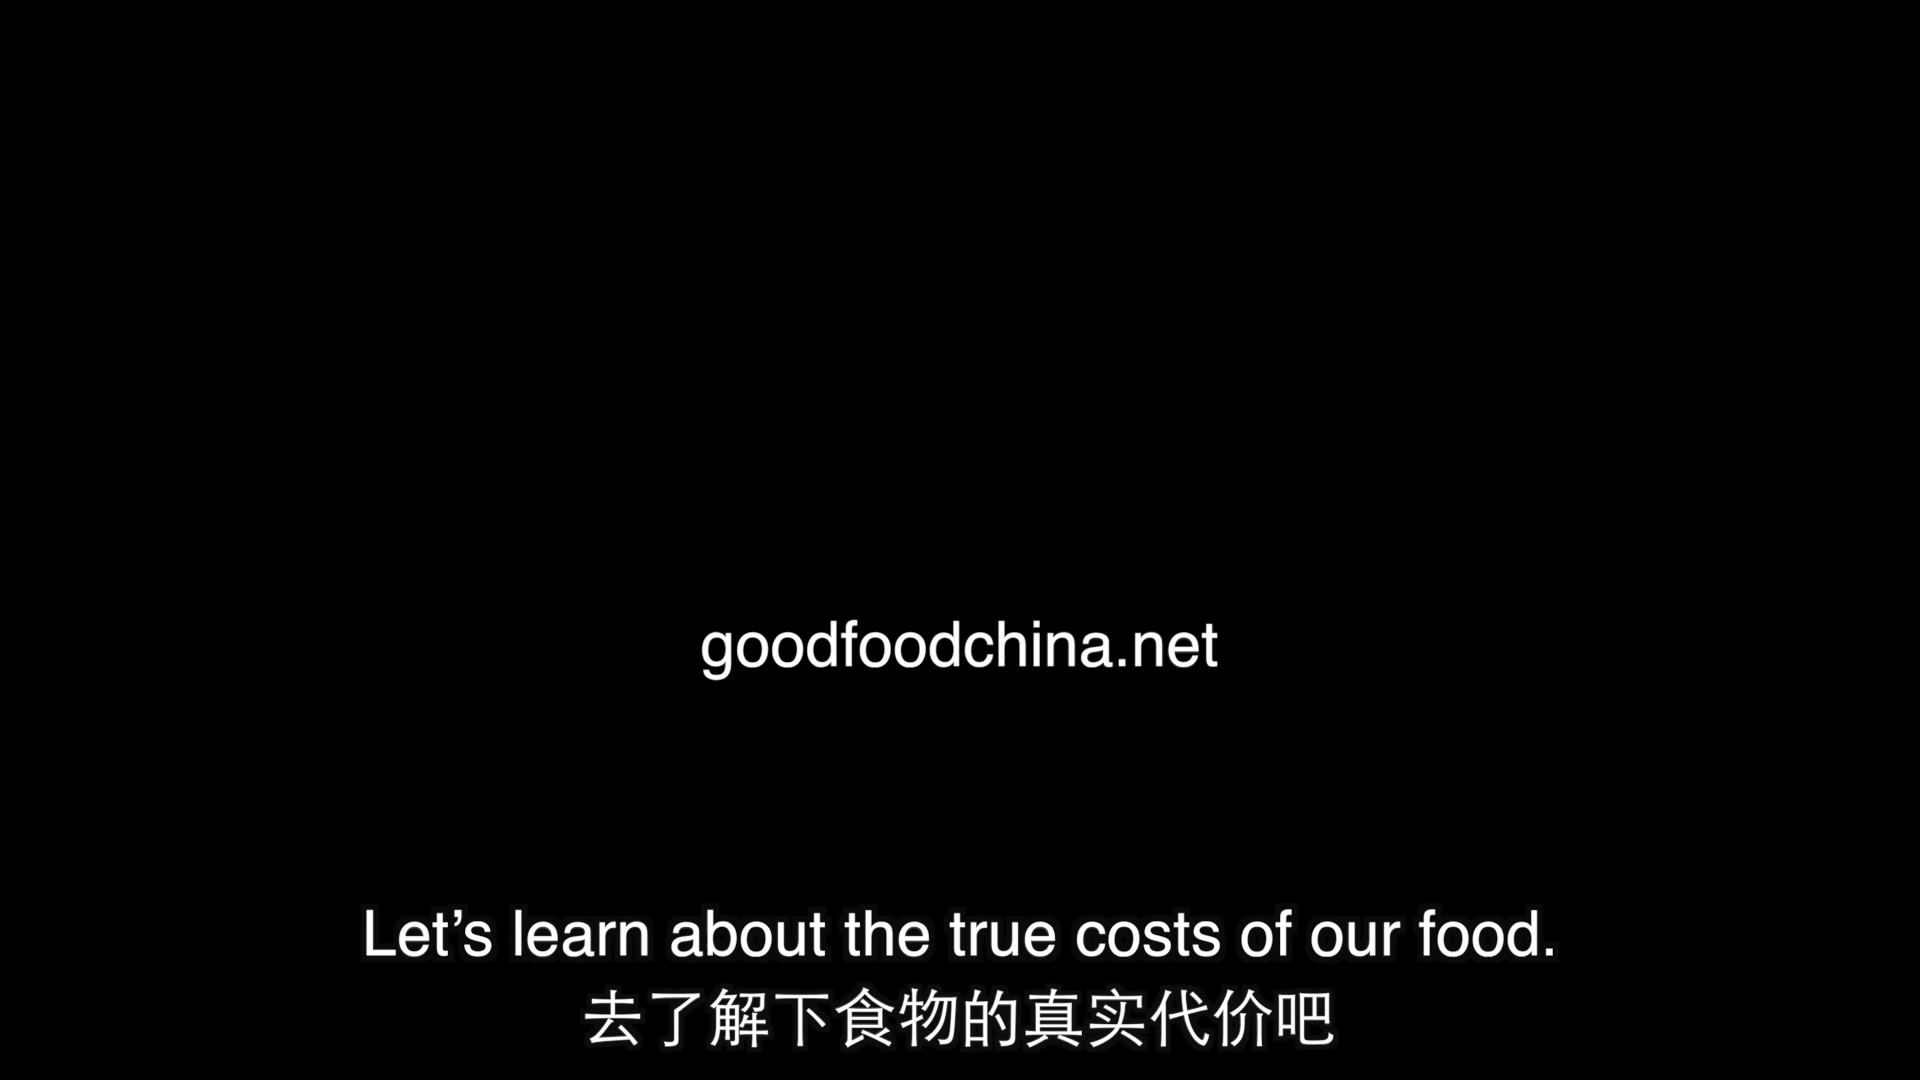 goodfoodchina.net
Let’s learn about the true costs of our food.
去了解下食物的真实代价吧